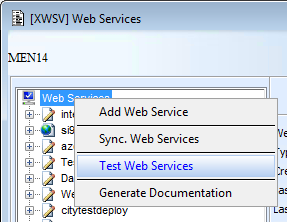 [XWSV] Web Services
MEN14
Web Services
Add Web Service
Sync. Web Services
Test Web Services
Generate Documentation
citytestdeploy